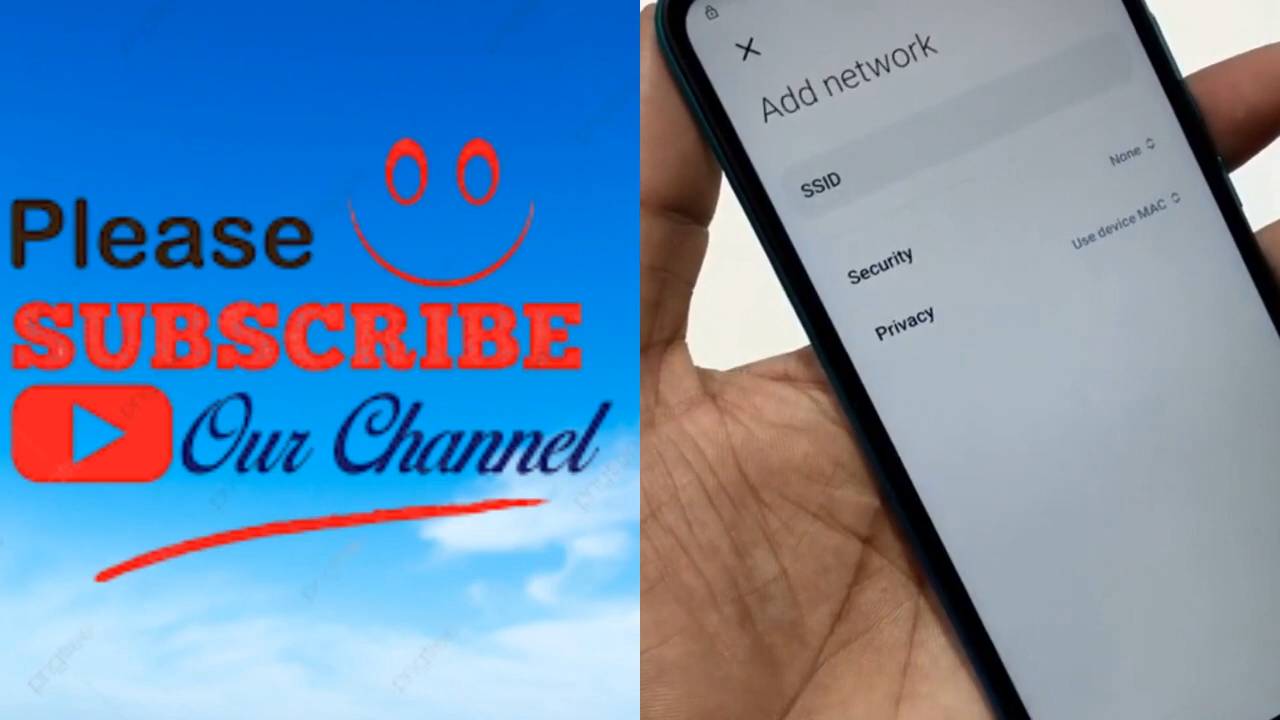 Please
SUBSCRIBE
Our Channel
Add network
SSID
None
Security
Use device MAC
Privacy